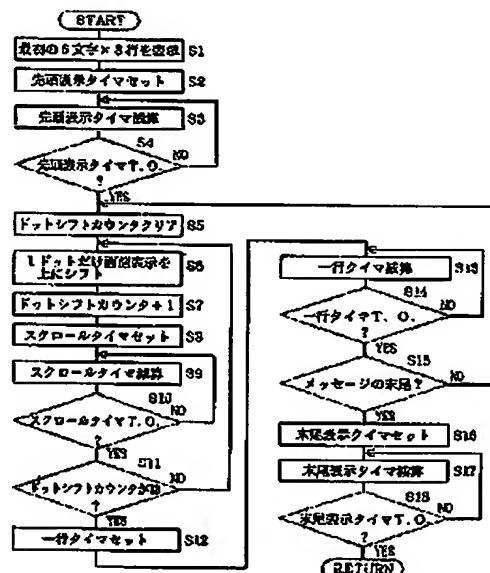 START
最初の5文字×3行を表示 S1
先頭表示タイマセット S2
先頭表示タイマ減算 S3
S4
先頭表示タイマT.O.
? NO
YES
ドットシフトカウンタクリア S5
1ドットだけ画面表示を
上にシフト S6
ドットシフトカウンタ+1 S7
スクロールタイマセット S8
スクロールタイマ減算 S9
S10
スクロールタイマT.O.
? NO
YES
S11
ドットシフトカウンタが
? NO
YES
一行タイマセット S12
一行タイマ減算 S13
S14
一行タイマT.O.
? NO
YES
S15
メッセージの末尾? NO
YES
末尾表示タイマセット S16
末尾表示タイマ減算 S17
S18
末尾表示タイマT.O.
? NO
YES
RETURN